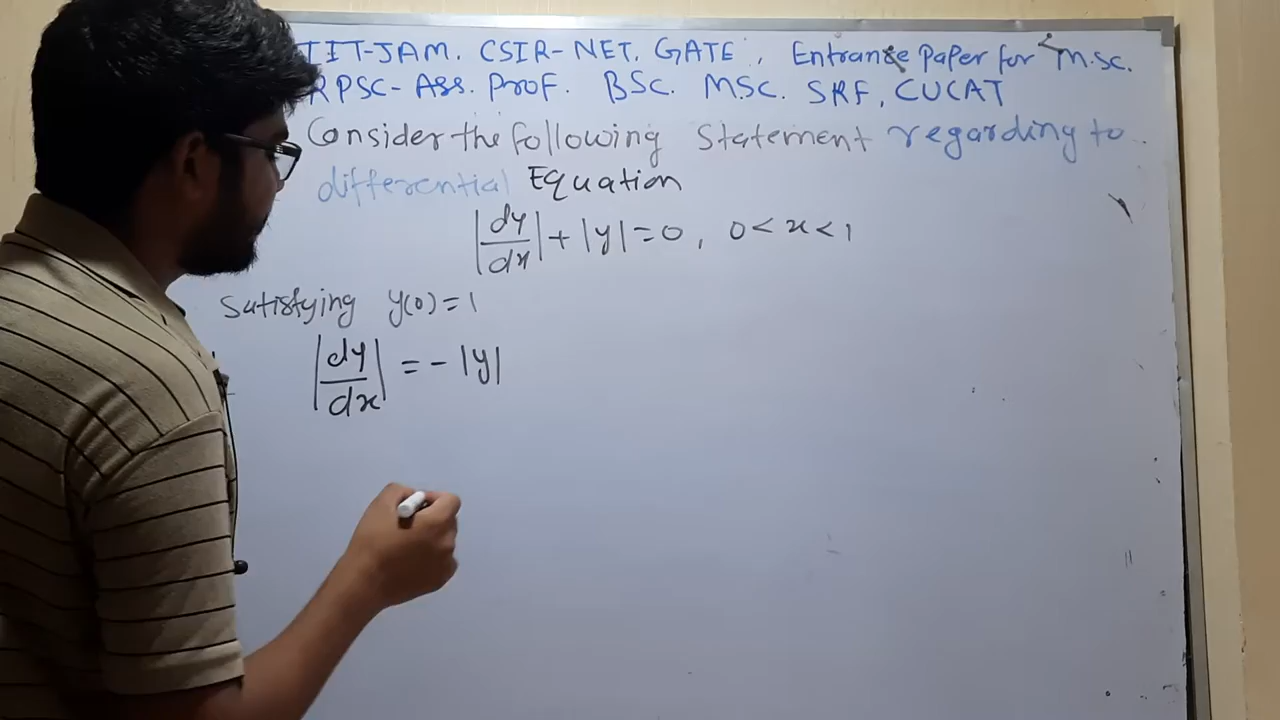 IIT-JAM. CSIR-NET. GATE, Entrance Paper for M.Sc.
RPSC-Ass. Prof. BSC. MSC. SRF, CUCAT
Consider the following Statement regarding to
differential Equation
|dy/dx| + |y| = 0, 0 < x < 1
Satisfying y(0) = 1
|dy/dx| = - |y|